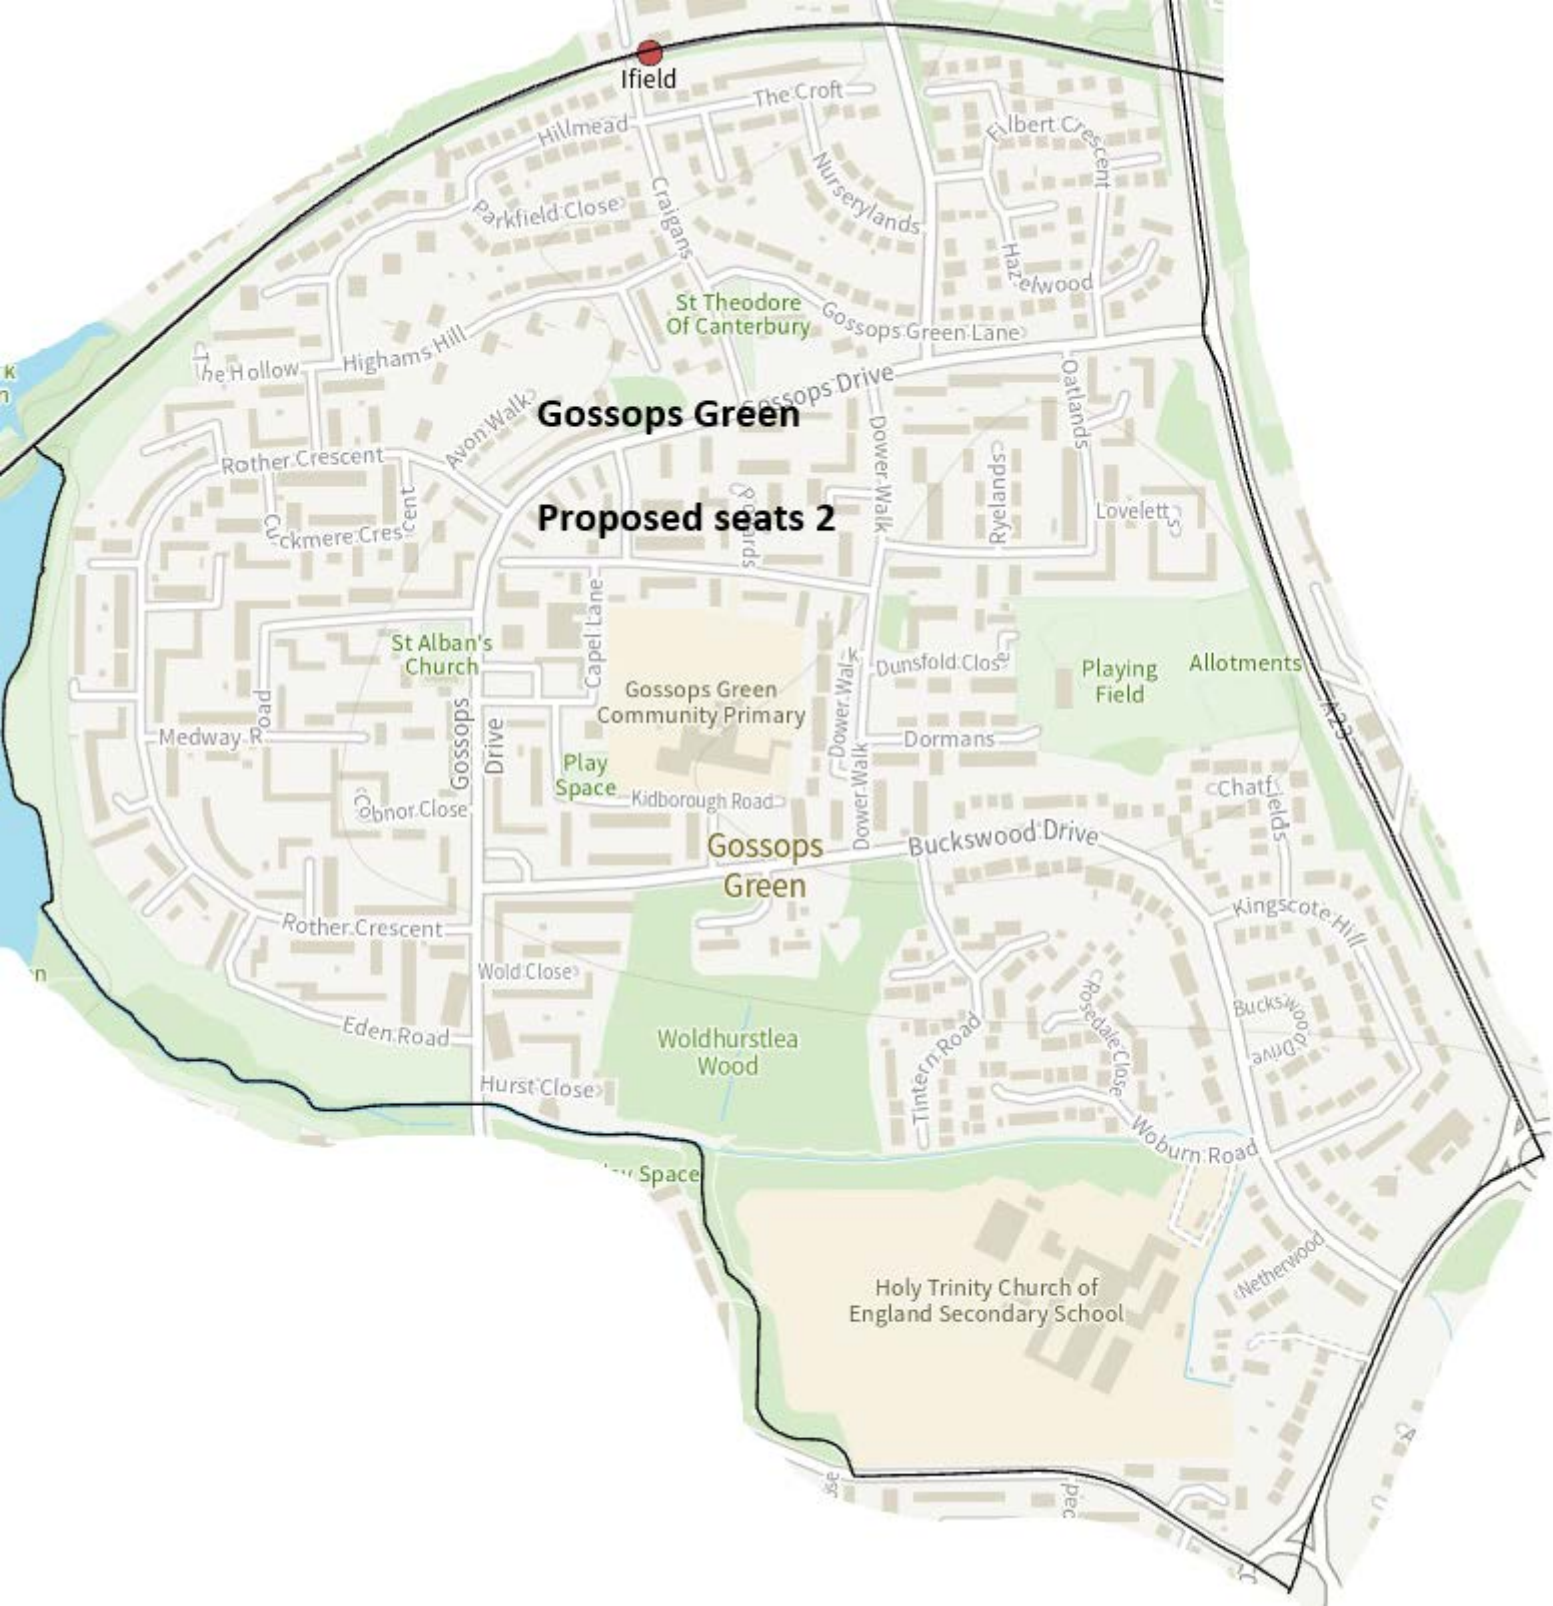 Ifield
The Croft
Hillmead
Filbert Crescent
Nurserylands
Craigans
Parkfield Close
Hazelwood
St Theodore
Of Canterbury
Gossops Green Lane
The Hollow
Highams Hill
Gossops Drive
Oatlands
Avon Walk
Gossops Green
Dower Walk
Rother Crescent
Ryelands
Lovelett
Cuckmere Crescent
Proposed seats 2
Capel Lane
St Alban's
Church
Dunsfold Close
Playing
Field
Allotments
Gossops Green
Community Primary
Dower Walk
A23
Medway Road
Gossops
Drive
Dormans
Dower Walk
Play
Space
Kidborough Road
Chatfields
Cobnor Close
Gossops
Green
Buckswood Drive
Kingscote Hill
Rother Crescent
Wold Close
Rosedale Close
Buckswood Drive
Eden Road
Woldhurstlea
Wood
Tintern Road
Hurst Close
Woburn Road
Space
Netherwood
Holy Trinity Church of
England Secondary School